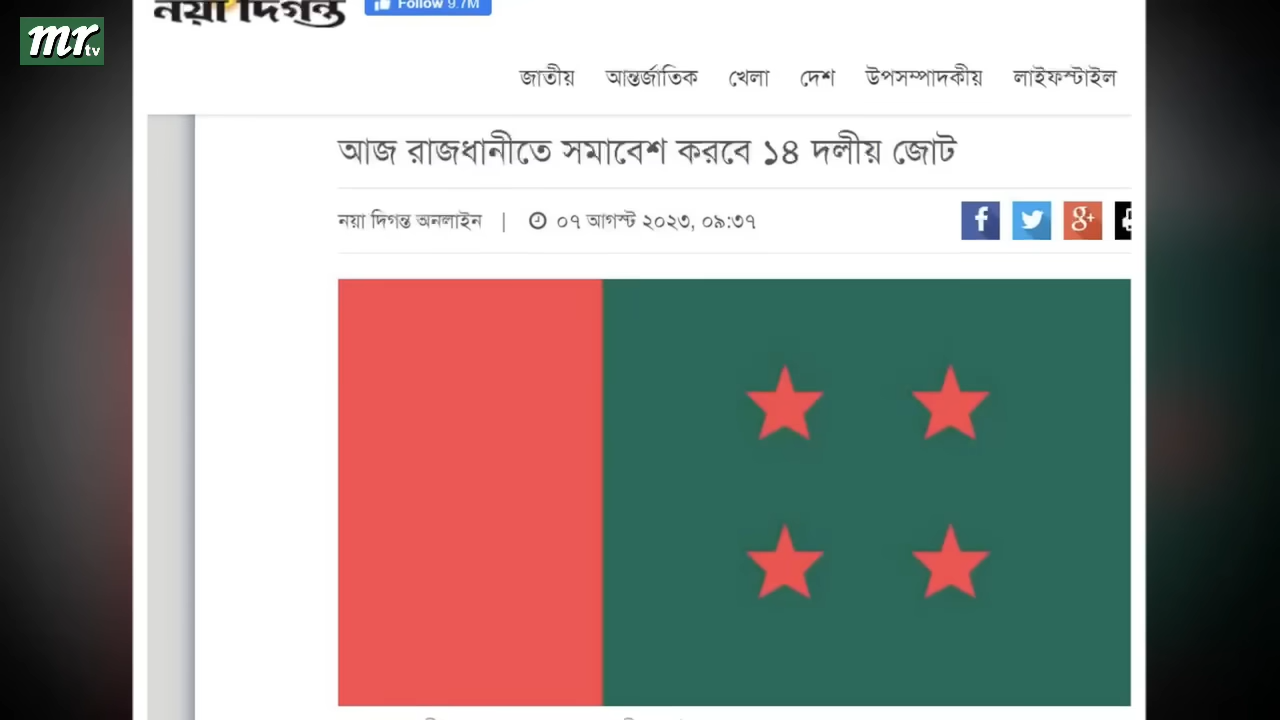 নয়া দিগন্ত
Follow 9.7M
mr tv
জাতীয় আন্তর্জাতিক খেলা দেশ উপসম্পাদকীয় লাইফস্টাইল
আজ রাজধানীতে সমাবেশ করবে ১৪ দলীয় জোট
নয়া দিগন্ত অনলাইন | ০৭ আগস্ট ২০২৩, ০৯:৩৭
f g+